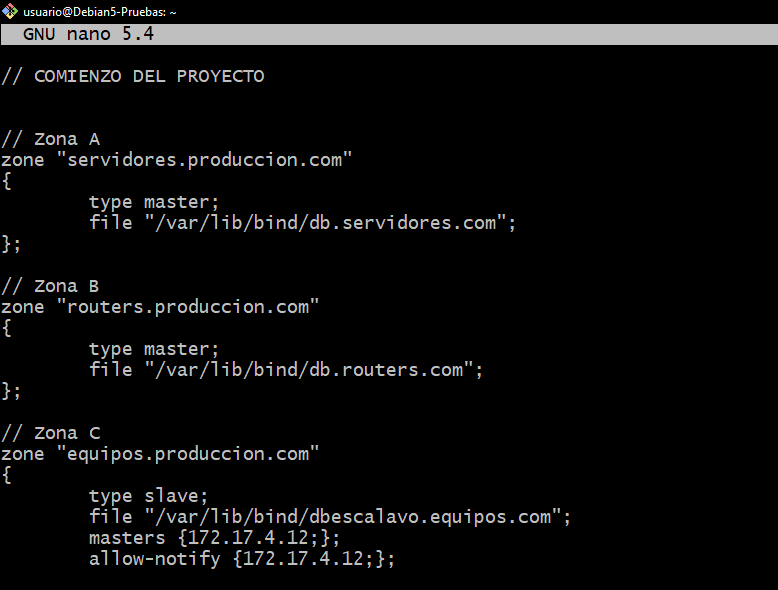 usuario@Debian5-Pruebas: ~
GNU nano 5.4
// COMIENZO DEL PROYECTO
// Zona A
zone "servidores.produccion.com"
{
type master;
file "/var/lib/bind/db.servidores.com";
};
// Zona B
zone "routers.produccion.com"
{
type master;
file "/var/lib/bind/db.routers.com";
};
// Zona C
zone "equipos.produccion.com"
{
type slave;
file "/var/lib/bind/dbescalavo.equipos.com";
masters {172.17.4.12;};
allow-notify {172.17.4.12;};